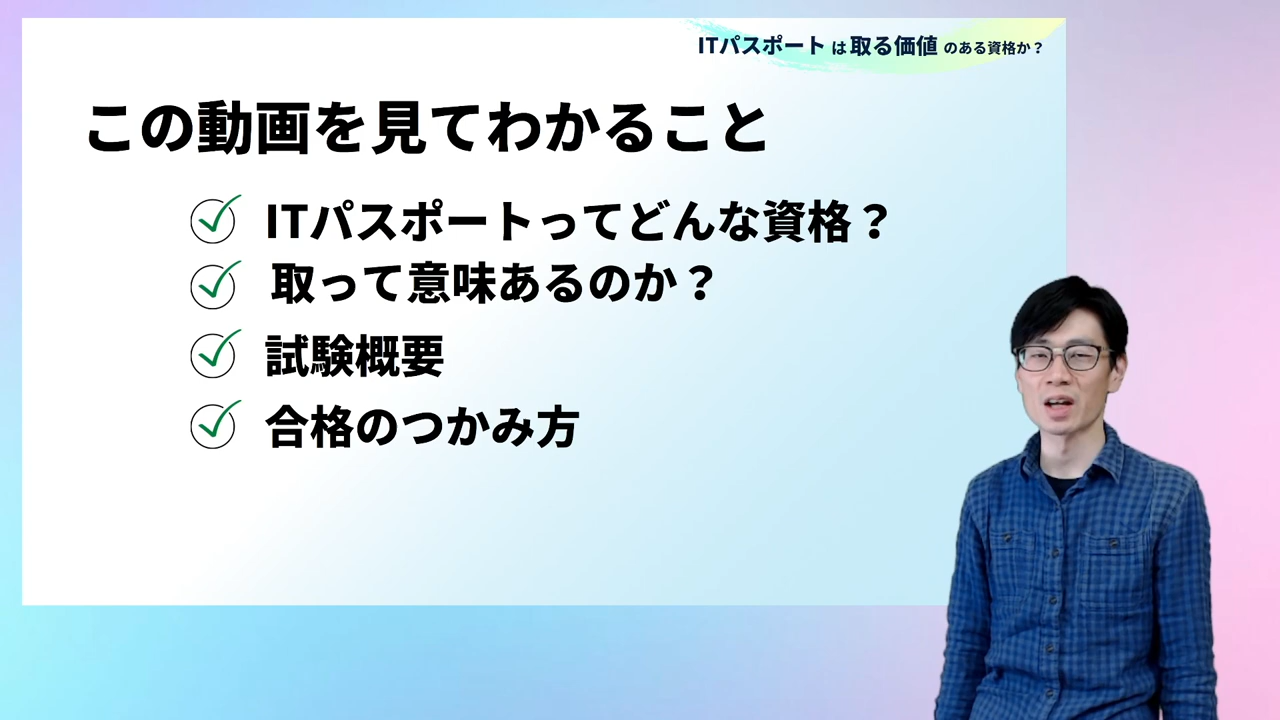 ITパスポート は 取る価値 のある資格か？
この動画を見てわかること
ITパスポートってどんな資格？
取って意味あるのか？
試験概要
合格のつかみ方